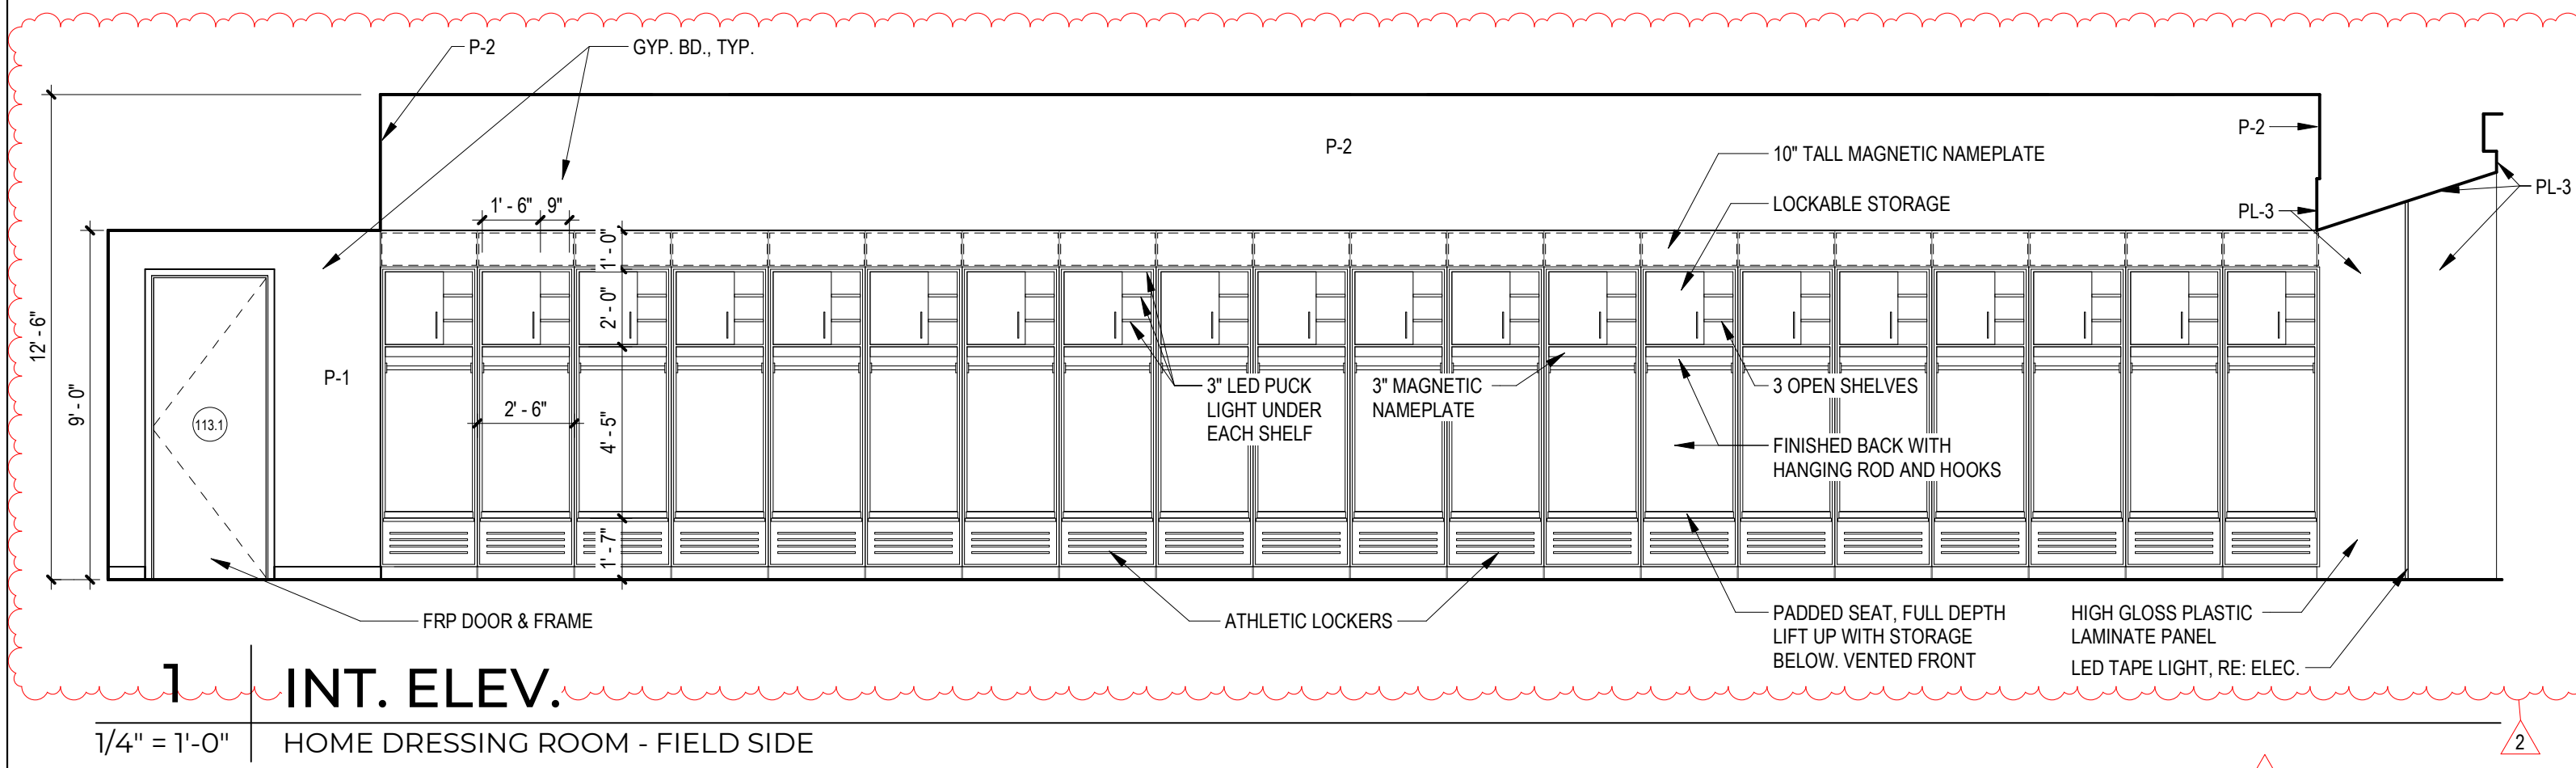 P-2
GYP. BD., TYP.
P-2
P-2
10" TALL MAGNETIC NAMEPLATE
PL-3
LOCKABLE STORAGE
PL-3
1' - 6"
9"
1' - 0"
2' - 0"
12' - 6"
9' - 0"
P-1
113.1
2' - 6"
4' - 5"
1' - 7"
3" LED PUCK
LIGHT UNDER
EACH SHELF
3" MAGNETIC
NAMEPLATE
3 OPEN SHELVES
FINISHED BACK WITH
HANGING ROD AND HOOKS
FRP DOOR & FRAME
ATHLETIC LOCKERS
PADDED SEAT, FULL DEPTH
LIFT UP WITH STORAGE
BELOW. VENTED FRONT
HIGH GLOSS PLASTIC
LAMINATE PANEL
LED TAPE LIGHT, RE: ELEC.
1
INT. ELEV.
1/4" = 1'-0"
HOME DRESSING ROOM - FIELD SIDE
2